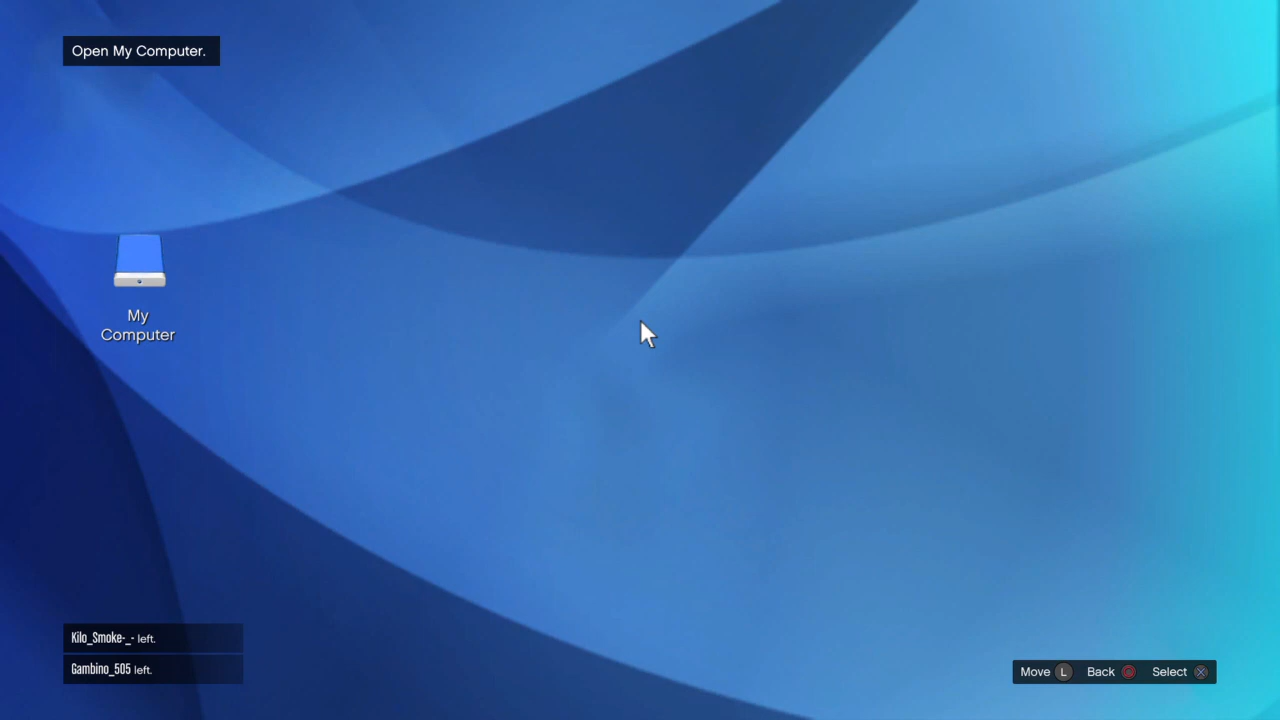 Open My Computer.
My
Computer
Kilo_Smoke-_- left.
Gambino_505 left.
Move L Back Select